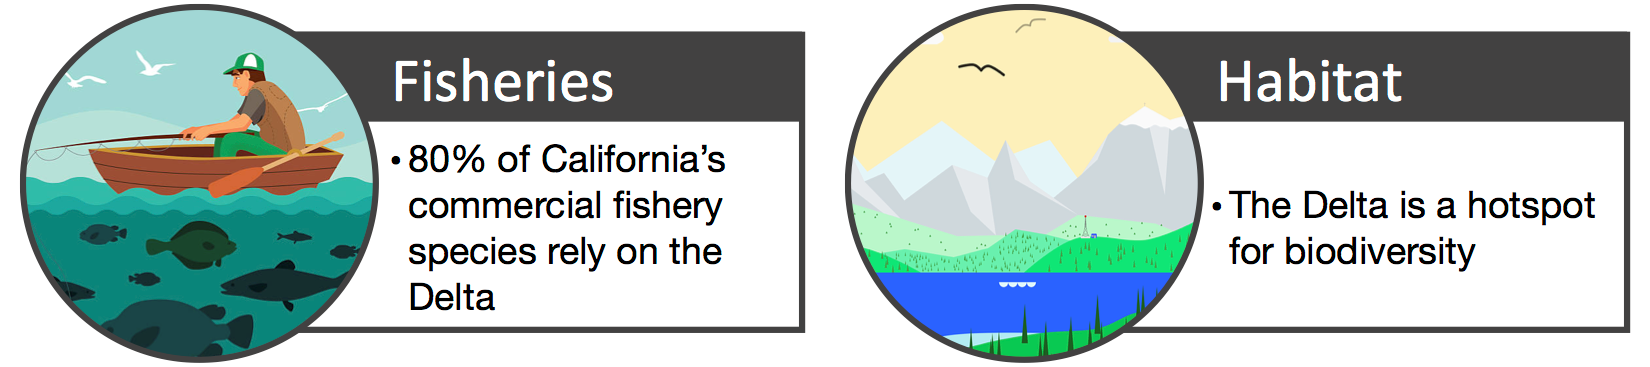 Fisheries
• 80% of California’s
commercial fishery
species rely on the
Delta
Habitat
• The Delta is a hotspot
for biodiversity